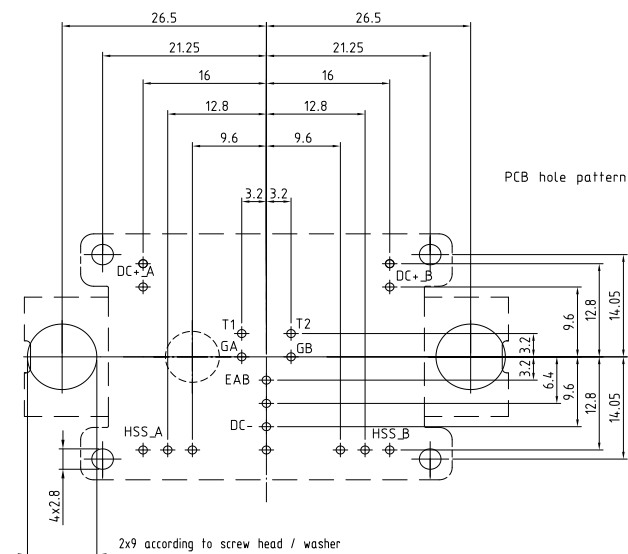 26.5 26.5
21.25 21.25
16 16
12.8 12.8
9.6 9.6
3.2 3.2
PCB hole pattern
DC+_A DC+_B
T1 T2
GA GB
EAB
DC-
HSS_A HSS_B
3.2 9.6 12.8 14.05
3.2 6.4 9.6 12.8 14.05
4x2.8
2x9 according to screw head / washer